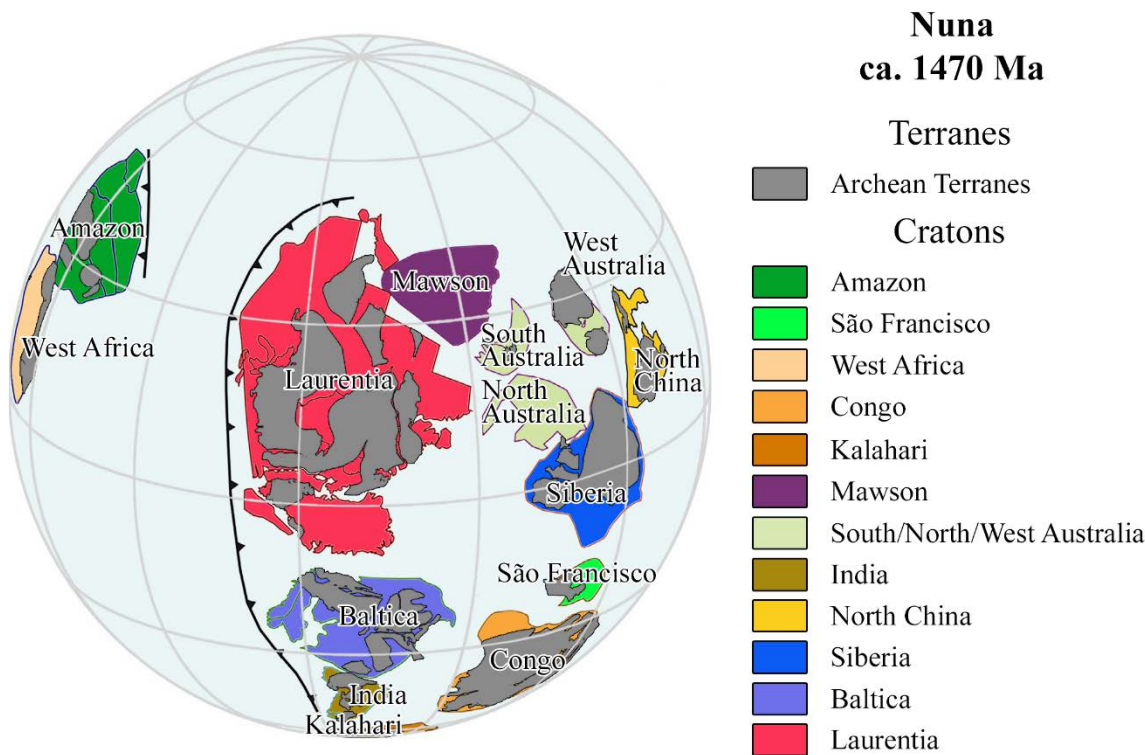 Nuna
ca. 1470 Ma
Terranes
Archean Terranes
Cratons
Amazon
São Francisco
West Africa
Congo
Kalahari
Mawson
South/North/West Australia
India
North China
Siberia
Baltica
Laurentia
Amazon
West Africa
Laurentia
Mawson
West
Australia
South
Australia
North
Australia
North
China
Siberia
São Francisco
Baltica
Congo
India
Kalahari